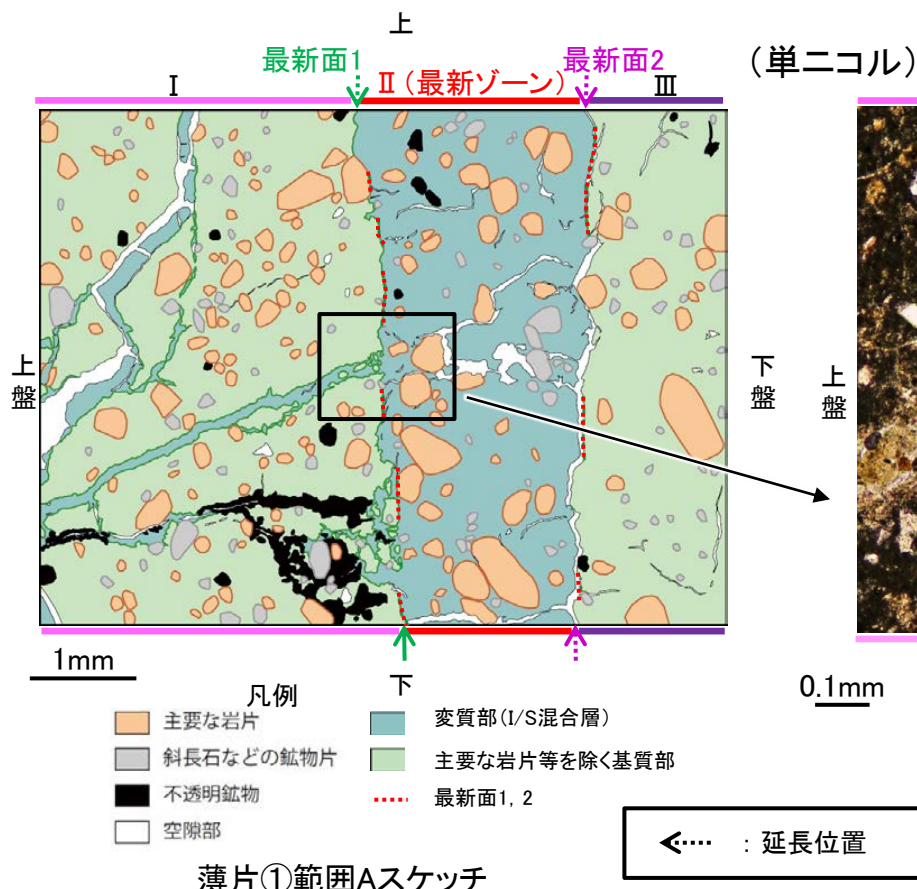 上
最新面1
最新面2
(単ニコル)
Ⅰ
Ⅱ(最新ゾーン)
Ⅲ
上盤
下盤
上盤
1mm
下
0.1mm
凡例
主要な岩片
変質部(I/S混合層)
斜長石などの鉱物片
主要な岩片等を除く基質部
不透明鉱物
最新面1, 2
空隙部
: 延長位置
薄片①範囲Aスケッチ